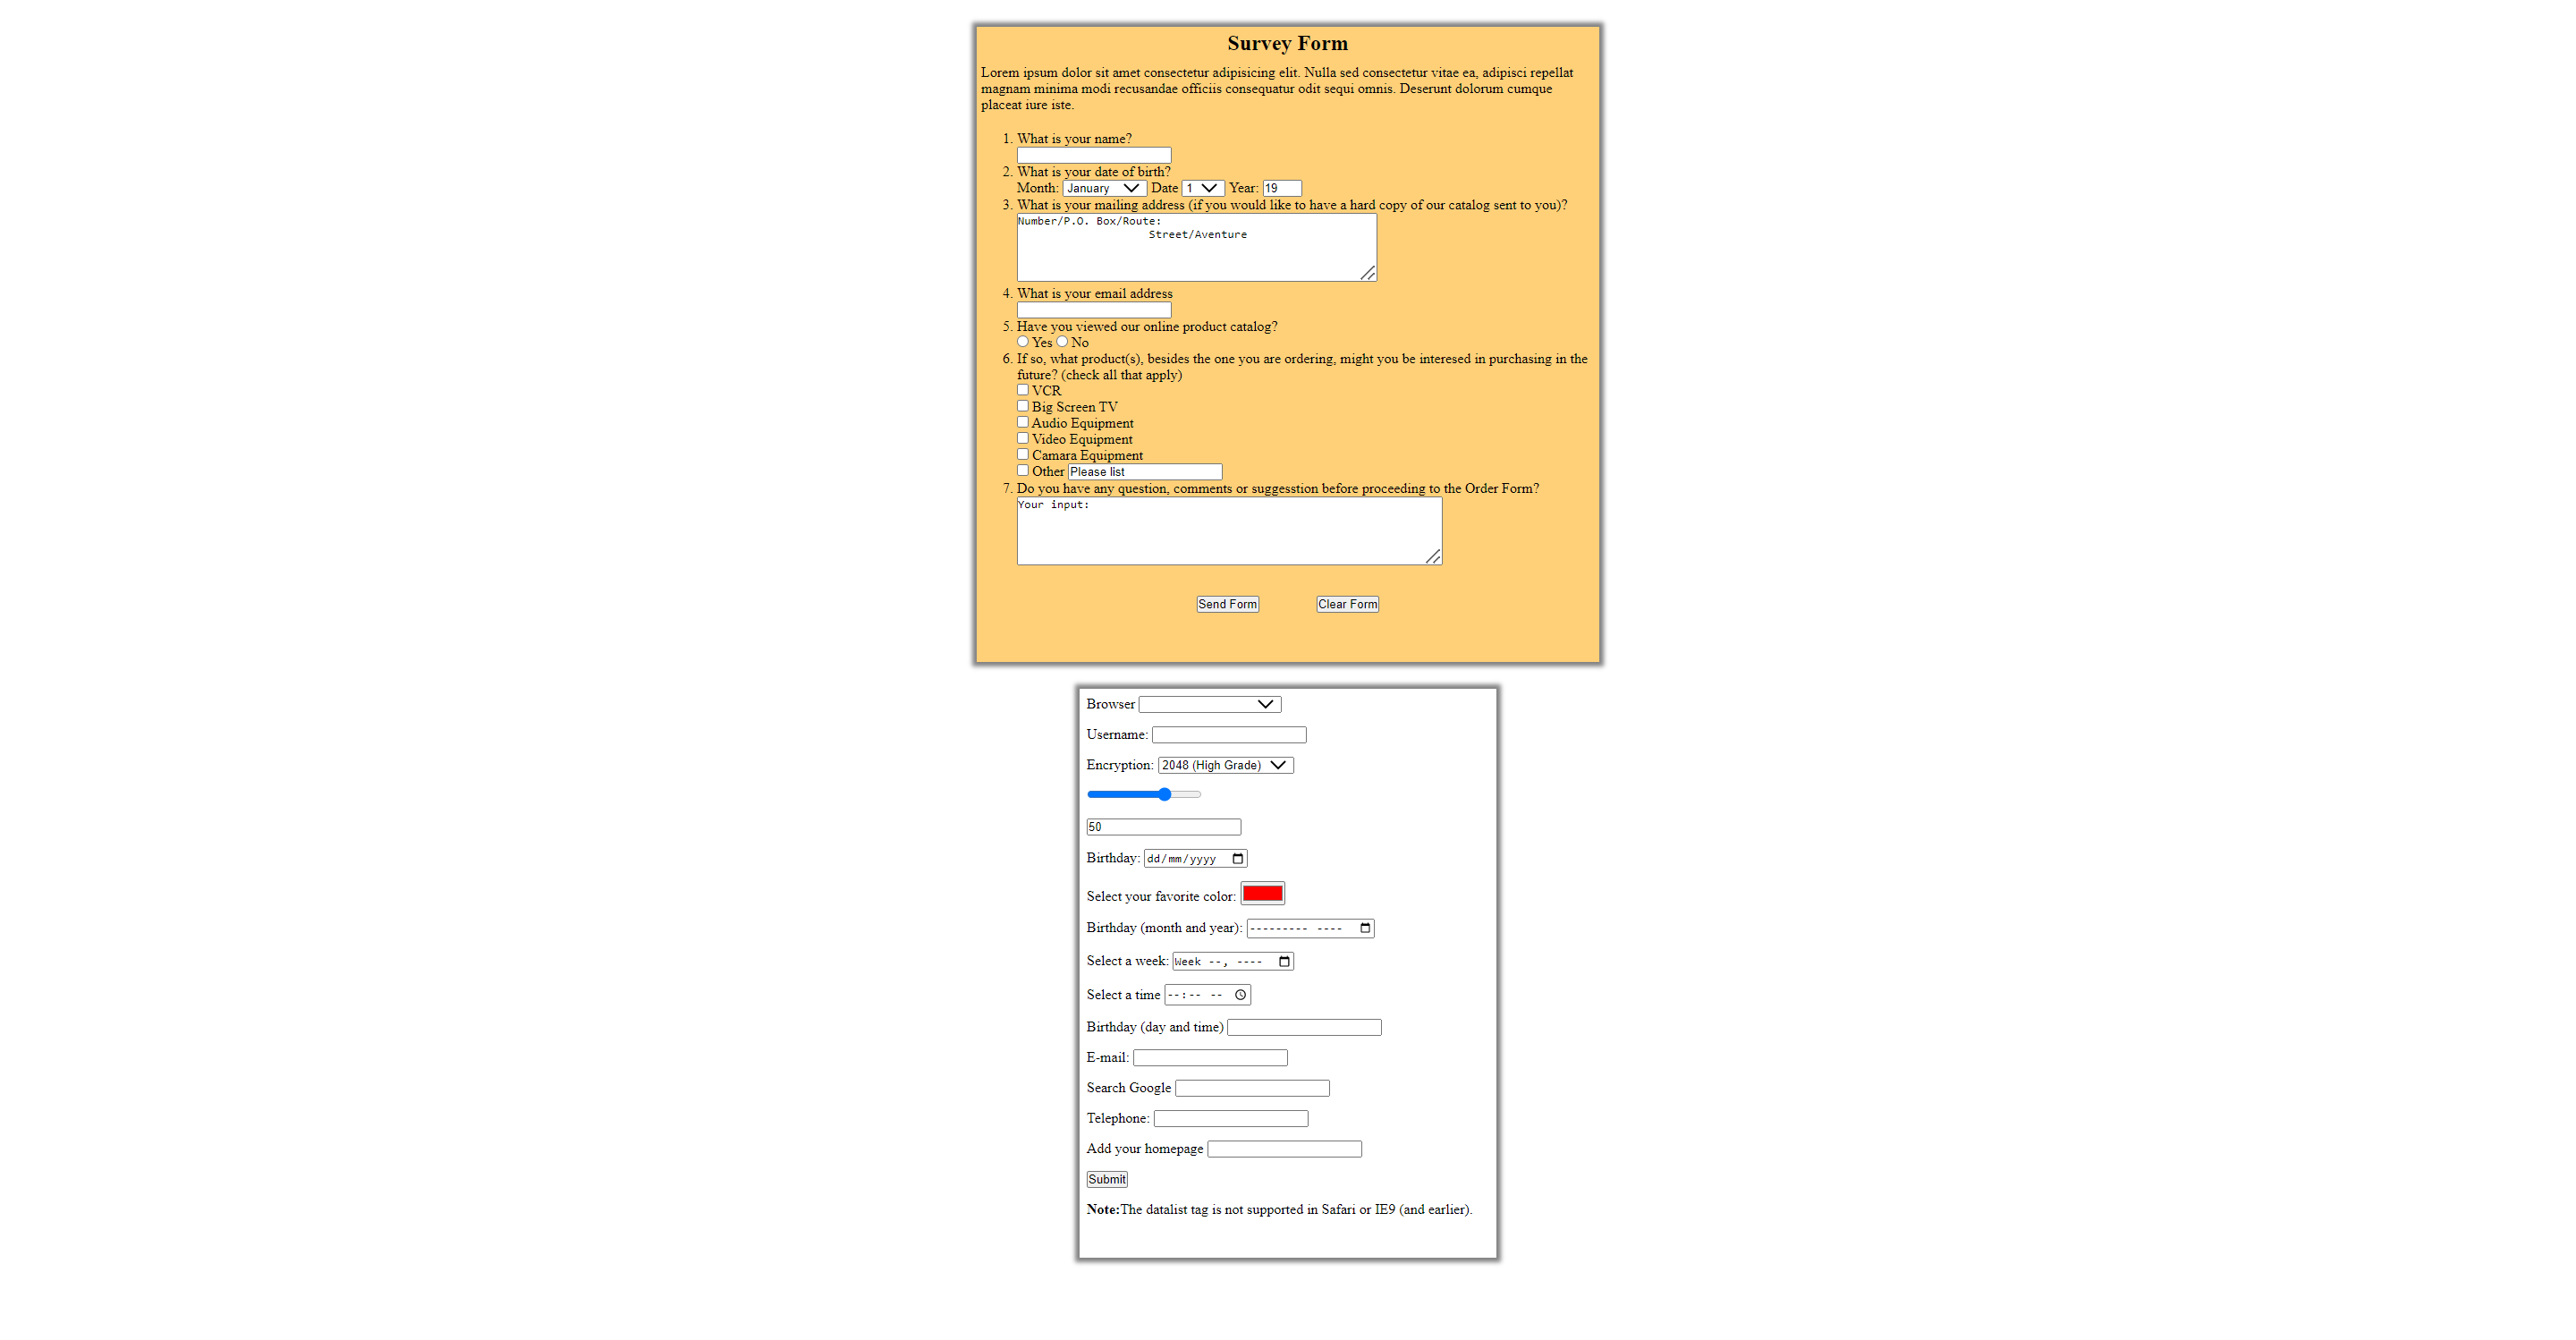 Survey Form
Lorem ipsum dolor sit amet consectetur adipisicing elit. Nulla sed consectetur vitae ea, adipisci repellat
magnam minima modi recusandae officiis consequatur odit sequi omnis. Deserunt dolorum cumque
placeat iure iste.
1. What is your name?
2. What is your date of birth?
Month: January Date 1 Year: 19
3. What is your mailing address (if you would like to have a hard copy of our catalog sent to you)?
Number/P.O. Box/Route:
Street/Aventure
4. What is your email address
5. Have you viewed our online product catalog?
Yes No
6. If so, what product(s), besides the one you are ordering, might you be interesed in purchasing in the
future? (check all that apply)
VCR
Big Screen TV
Audio Equipment
Video Equipment
Camara Equipment
Other Please list
7. Do you have any question, comments or suggesstion before proceeding to the Order Form?
Your input:
Send Form Clear Form
Browser
Username:
Encryption: 2048 (High Grade)
50
Birthday: dd/mm/yyyy
Select your favorite color:
Birthday (month and year): --------- ----
Select a week: Week --, ----
Select a time --:-- --
Birthday (day and time)
E-mail:
Search Google
Telephone:
Add your homepage
Submit
Note:The datalist tag is not supported in Safari or IE9 (and earlier).